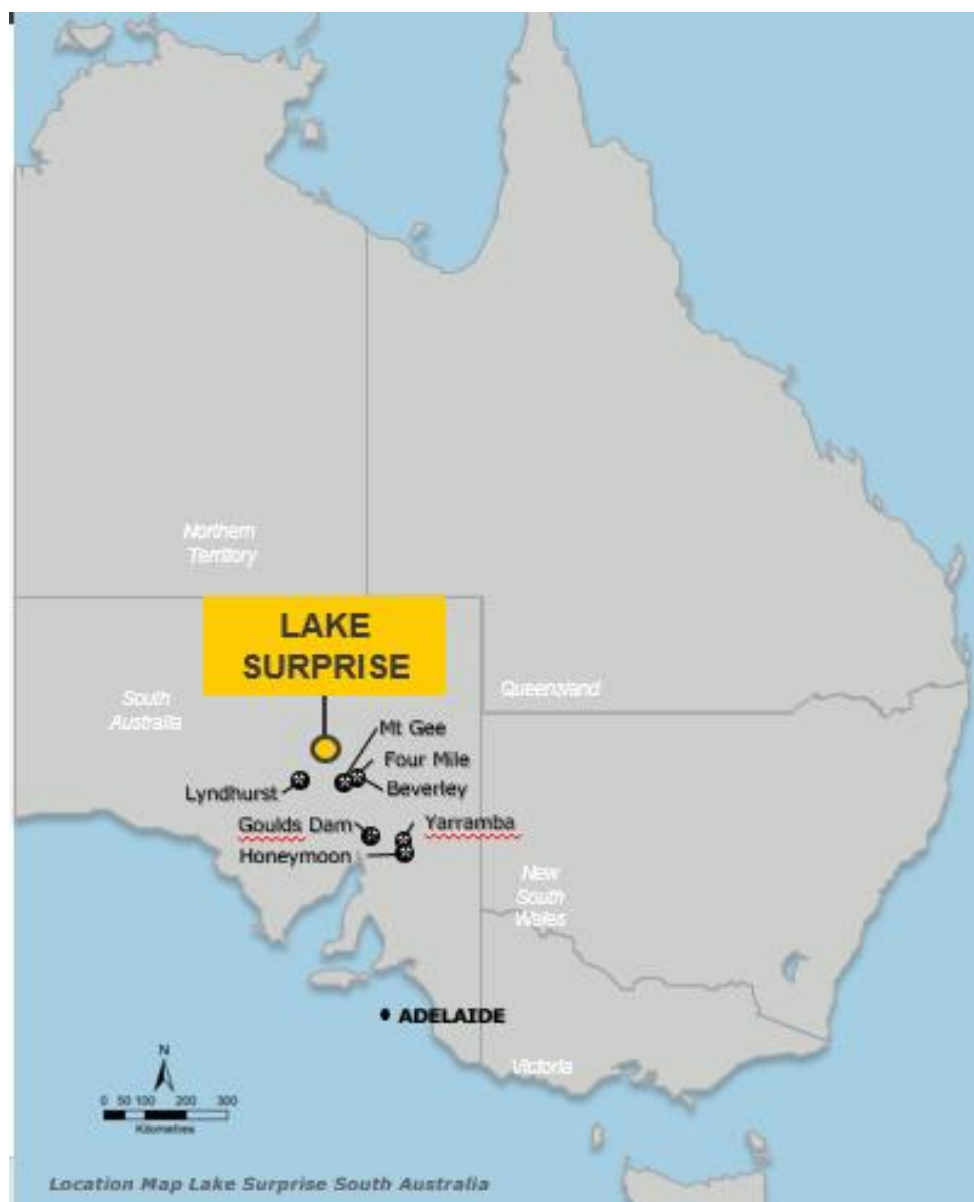 Northern
Territory
LAKE
SURPRISE
Queensland
South
Australia
Mt Gee
Four Mile
Lyndhurst
Beverley
Goulds Dam
Yarramba
Honeymoon
New
South
Wales
ADELAIDE
Victoria
N
0 50 100 200 300
Kilometres
Location Map Lake Surprise South Australia